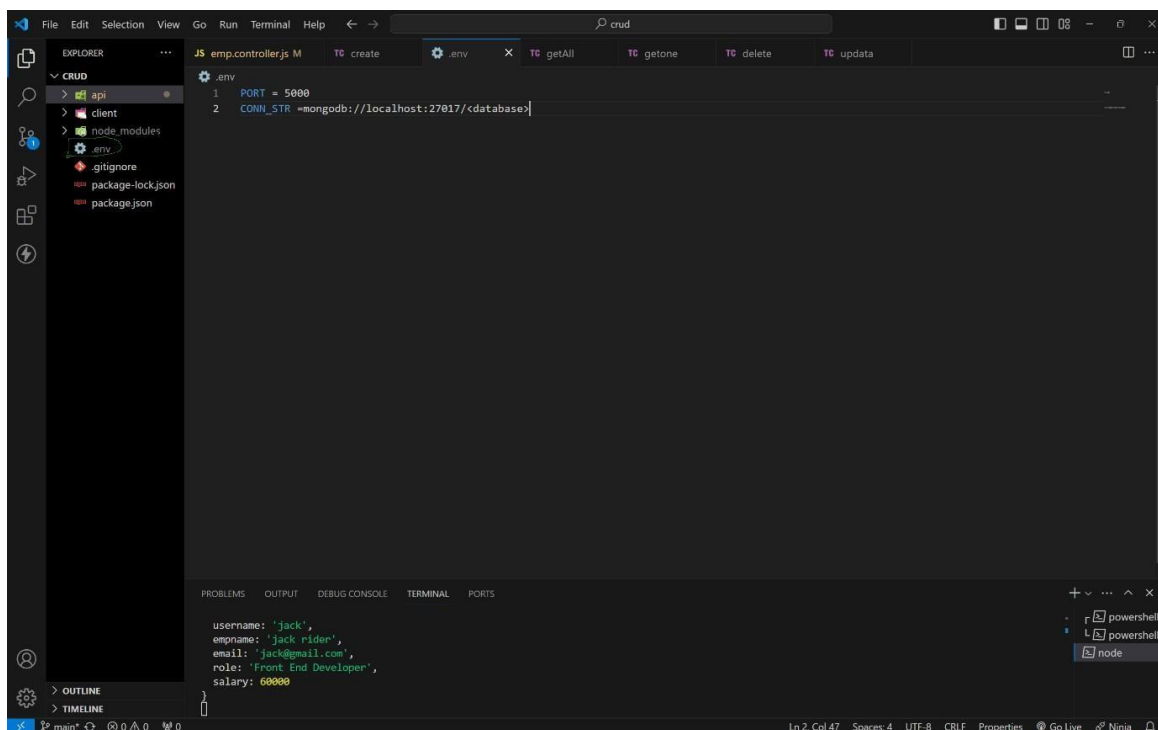 File Edit Selection View Go Run Terminal Help
crud
EXPLORER
JS emp.controller.js M
TC create
.env
TC getAll
TC getone
TC delete
TC updata
CRUD
api
client
node_modules
.env
.gitignore
package-lock.json
package.json
.env
1 PORT = 5000
2 CONN_STR =mongodb://localhost:27017/<database>
PROBLEMS OUTPUT DEBUG CONSOLE TERMINAL PORTS
username: 'jack',
empname: 'jack rider',
email: 'jack@gmail.com',
role: 'Front End Developer',
salary: 60000
}
powershell
powershell
node
OUTLINE
TIMELINE
main* 0 0 0 Ln 2, Col 47 Spaces: 4 UTF-8 CRLF Properties Go Live Ninja